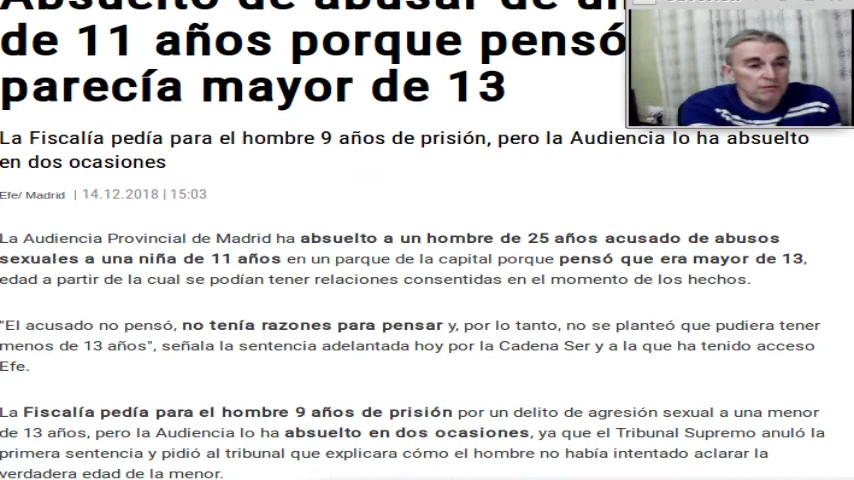 Absuelto de abusar de un
de 11 años porque pensó
parecía mayor de 13
La Fiscalía pedía para el hombre 9 años de prisión, pero la Audiencia lo ha absuelto
en dos ocasiones
Efe/ Madrid | 14.12.2018 | 15:03
La Audiencia Provincial de Madrid ha absuelto a un hombre de 25 años acusado de abusos
sexuales a una niña de 11 años en un parque de la capital porque pensó que era mayor de 13,
edad a partir de la cual se podían tener relaciones consentidas en el momento de los hechos.
"El acusado no pensó, no tenía razones para pensar y, por lo tanto, no se planteó que pudiera tener
menos de 13 años", señala la sentencia adelantada hoy por la Cadena Ser y a la que ha tenido acceso
Efe.
La Fiscalía pedía para el hombre 9 años de prisión por un delito de agresión sexual a una menor
de 13 años, pero la Audiencia lo ha absuelto en dos ocasiones, ya que el Tribunal Supremo anuló la
primera sentencia y pidió al tribunal que explicara cómo el hombre no había intentado aclarar la
verdadera edad de la menor.